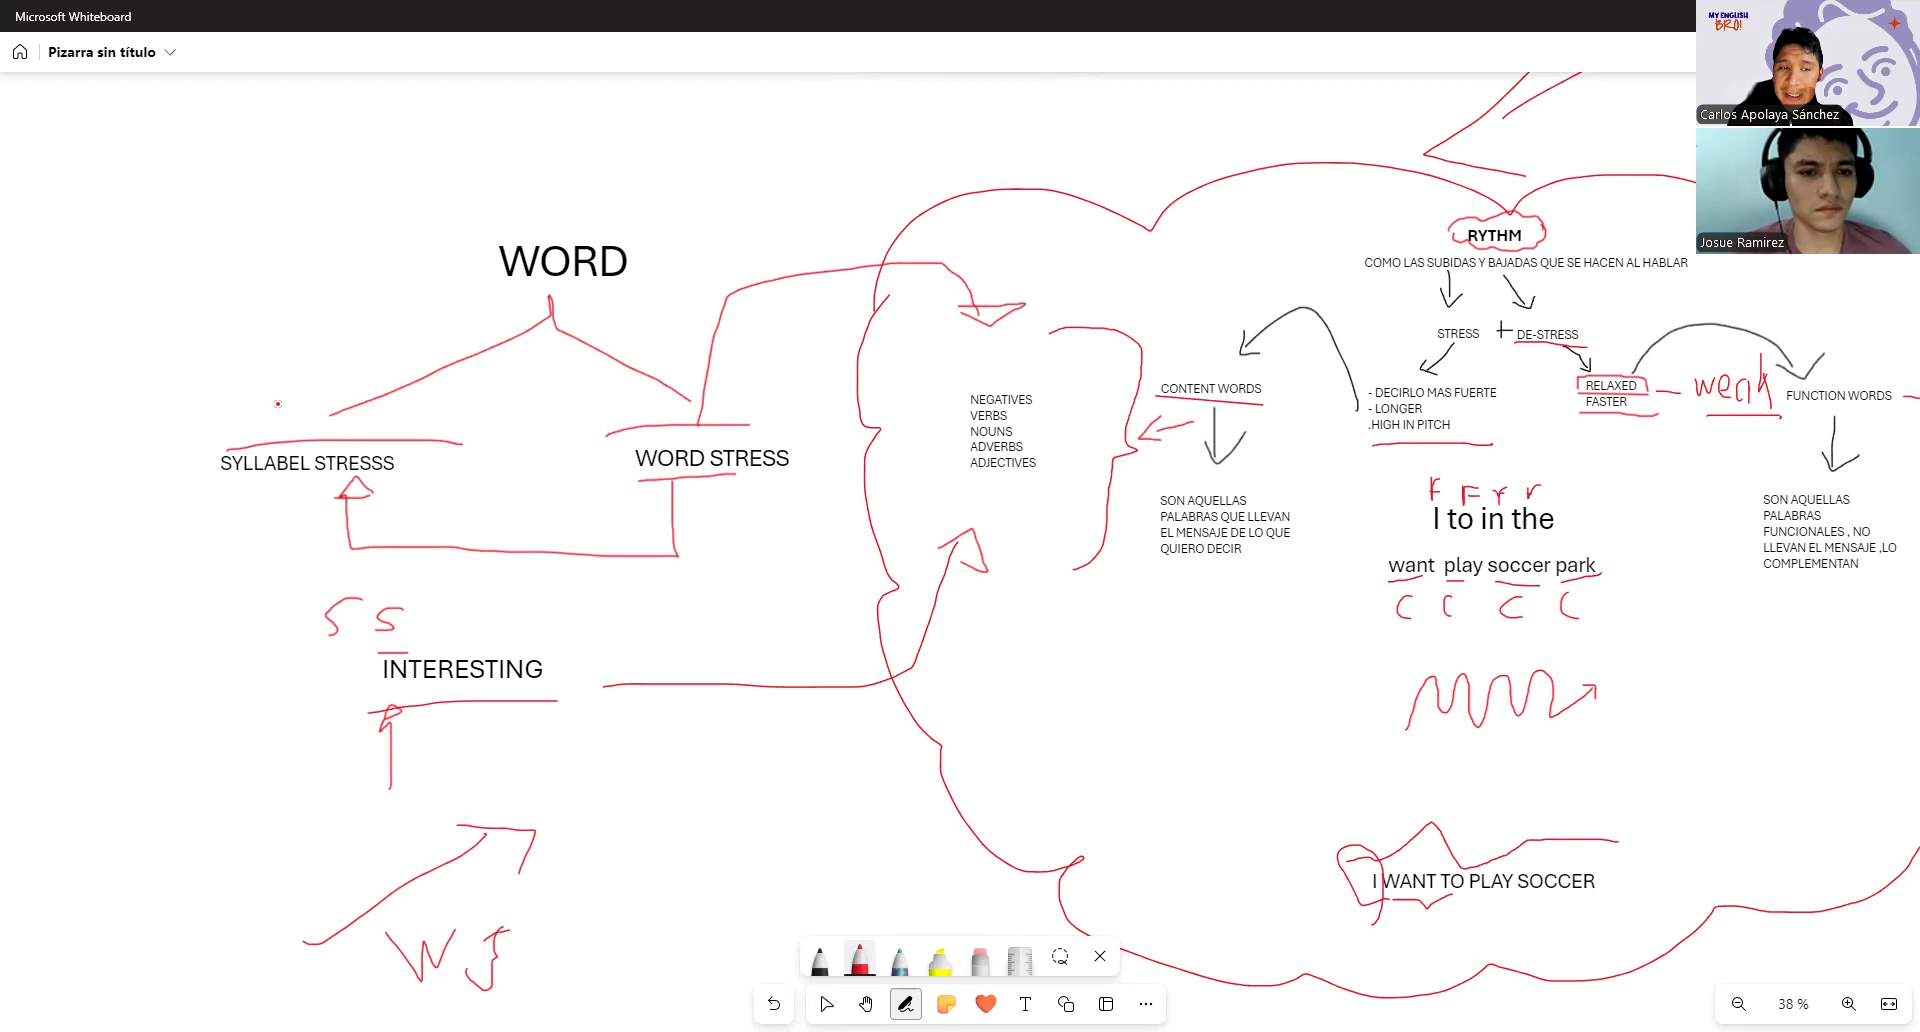 Microsoft Whiteboard
Pizarra sin título
MY ENGLISH
BRO!
Carlos Apolaya Sánchez
Josue Ramirez
WORD
SYLLABEL STRESSS
WORD STRESS
S S
INTERESTING
W S
NEGATIVES
VERBS
NOUNS
ADVERBS
ADJECTIVES
RYTHM
COMO LAS SUBIDAS Y BAJADAS QUE SE HACEN AL HABLAR
STRESS
+
DE-STRESS
CONTENT WORDS
- DECIRLO MAS FUERTE
- LONGER
.HIGH IN PITCH
RELAXED
FASTER
weak
FUNCTION WORDS
SON AQUELLAS
PALABRAS QUE LLEVAN
EL MENSAJE DE LO QUE
QUIERO DECIR
SON AQUELLAS
PALABRAS
FUNCIONALES , NO
LLEVAN EL MENSAJE ,LO
COMPLEMENTAN
F F r r
I to in the
want play soccer park
C C C C
I WANT TO PLAY SOCCER
38 %